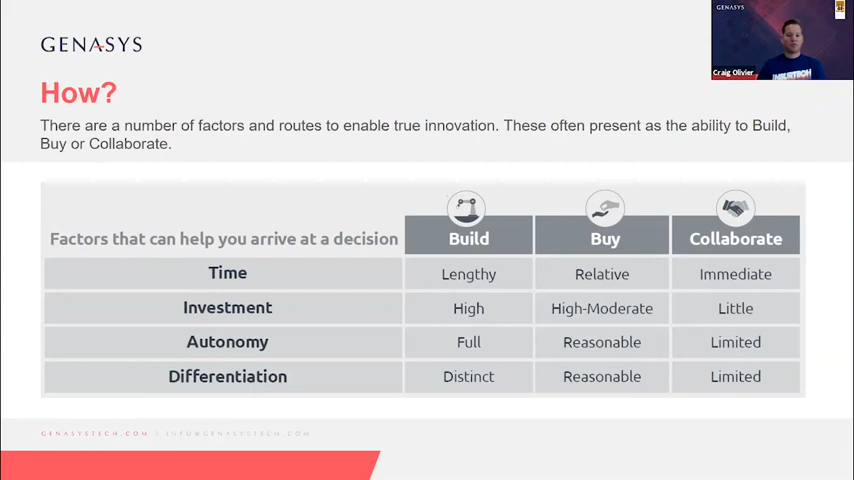 GENASYS
GENASYS
Craig Olivier
How?
There are a number of factors and routes to enable true innovation. These often present as the ability to Build,
Buy or Collaborate.
Factors that can help you arrive at a decision Build Buy Collaborate
Time Lengthy Relative Immediate
Investment High High-Moderate Little
Autonomy Full Reasonable Limited
Differentiation Distinct Reasonable Limited
GENASYSTECH.COM | INFO@GENASYSTECH.COM